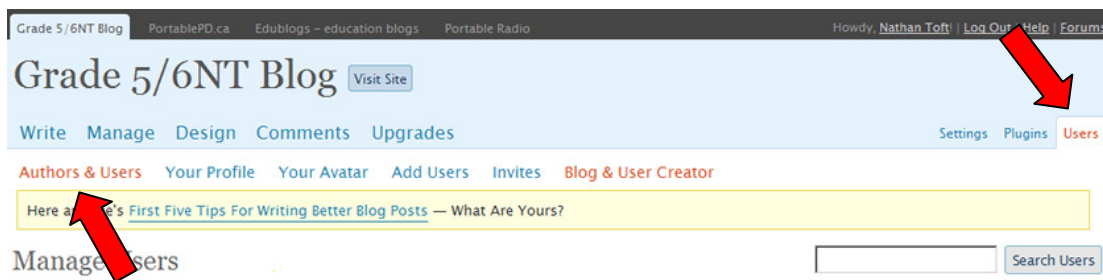 Grade 5/6NT Blog PortablePD.ca Edublogs – education blogs Portable Radio Howdy, Nathan Toft! | Log Out | Help | Forums
Grade 5/6NT Blog Visit Site
Write Manage Design Comments Upgrades Settings Plugins Users
Authors & Users Your Profile Your Avatar Add Users Invites Blog & User Creator
Here First Five Tips For Writing Better Blog Posts — What Are Yours?
Manage Users Search Users